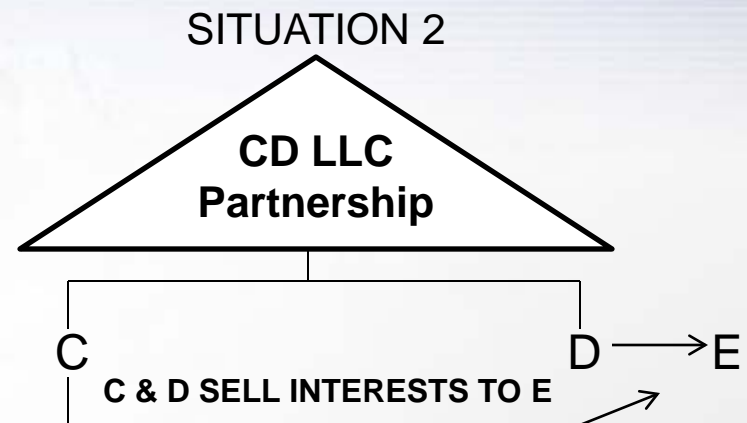 SITUATION 2
CD LLC
Partnership
C
D
E
C & D SELL INTERESTS TO E